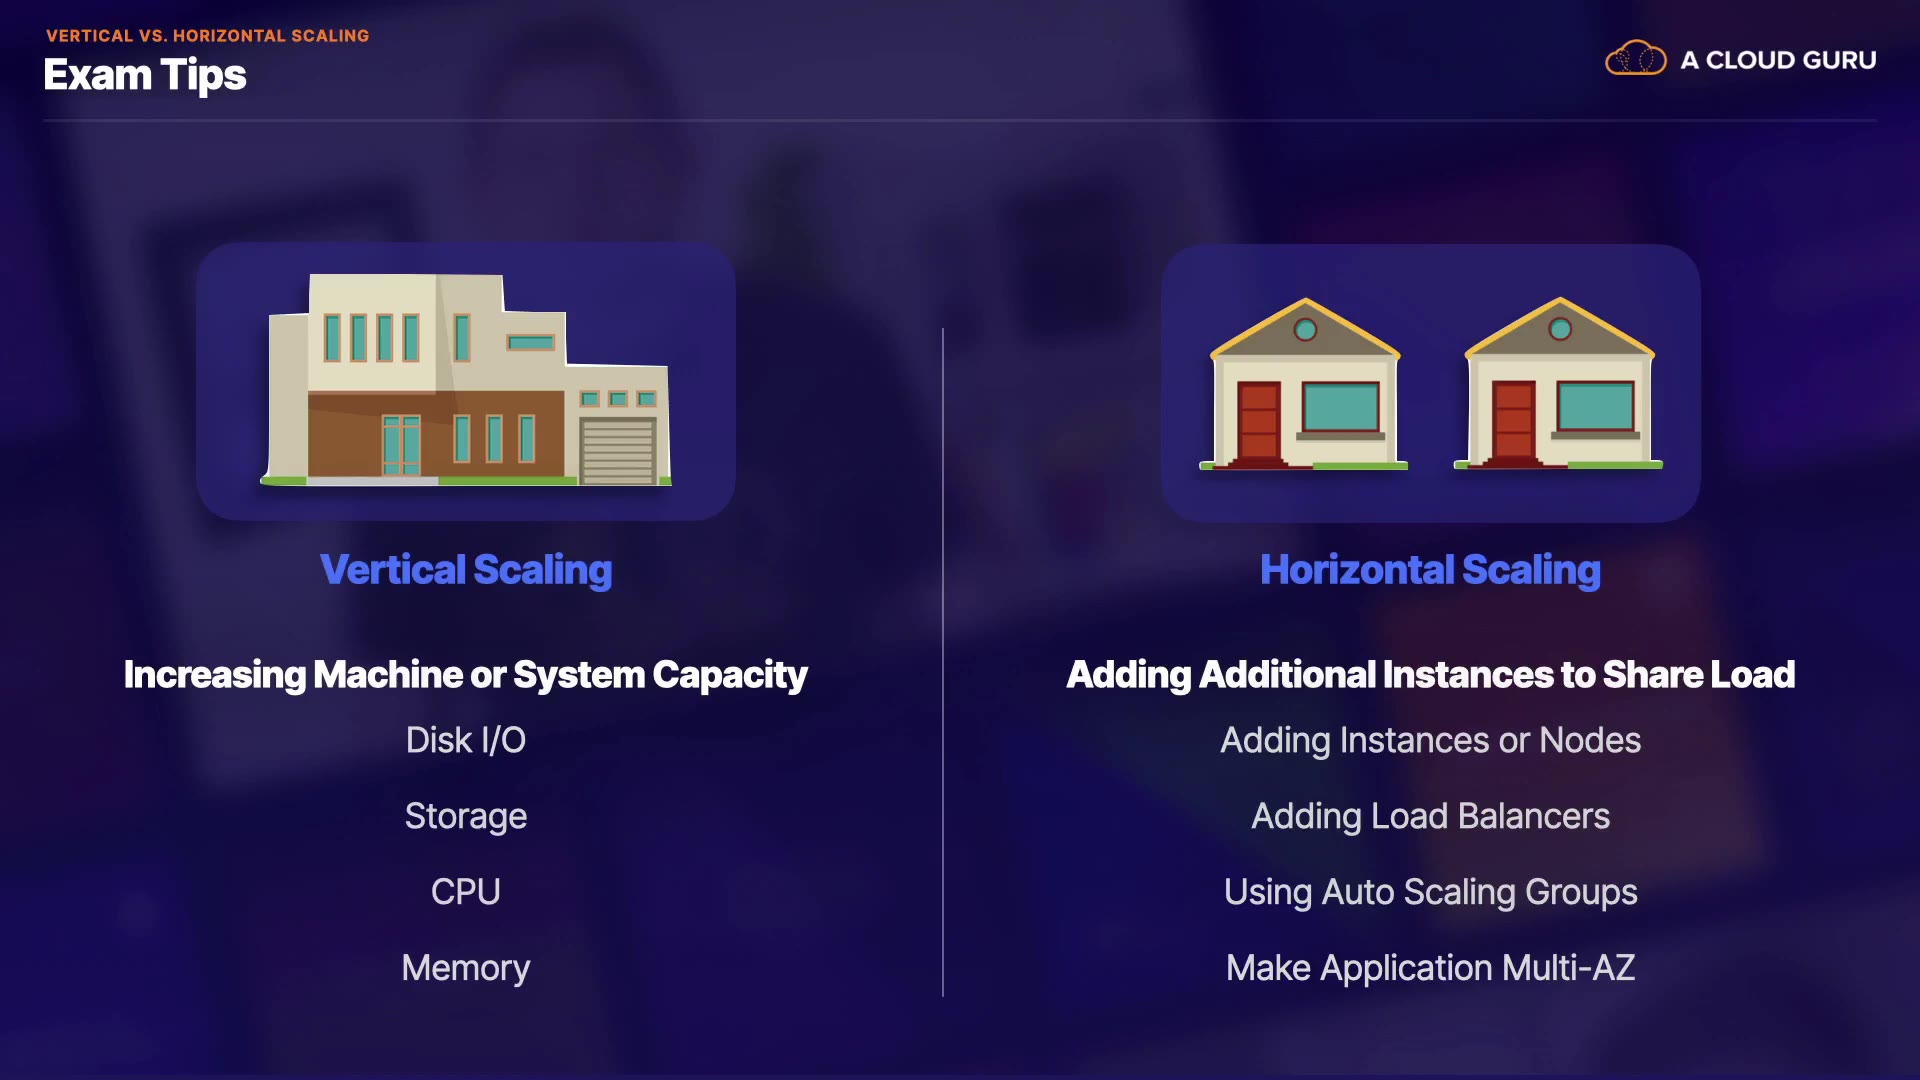 VERTICAL VS. HORIZONTAL SCALING
Exam Tips
A CLOUD GURU
Vertical Scaling
Increasing Machine or System Capacity
Disk I/O
Storage
CPU
Memory
Horizontal Scaling
Adding Additional Instances to Share Load
Adding Instances or Nodes
Adding Load Balancers
Using Auto Scaling Groups
Make Application Multi-AZ